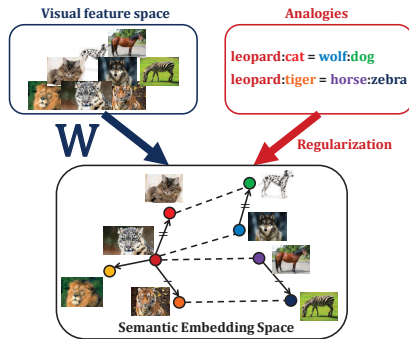 Visual feature space
Analogies
leopard:cat = wolf:dog
leopard:tiger = horse:zebra
W
Regularization
=
=
=
=
Semantic Embedding Space